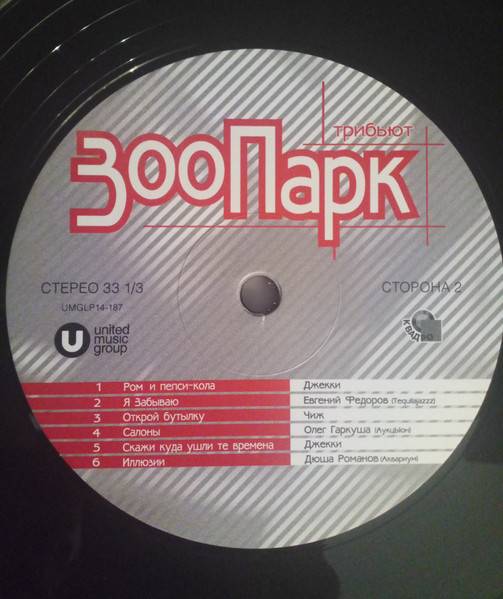 трибьют
ЗооПарк
СТЕРЕО 33 1/3
СТОРОНА 2
UMGLP14-187
U united
music
group
КВАДРО
1 Ром и пепси-кола Джекки
2 Я Забываю Евгений Федоров (Tequilajazzz)
3 Открой бутылку Чиж
4 Салоны Олег Гаркуша (АукцЫон)
5 Скажи куда ушли те времена Джекки
6 Иллюзии Дюша Романов (Аквариум)